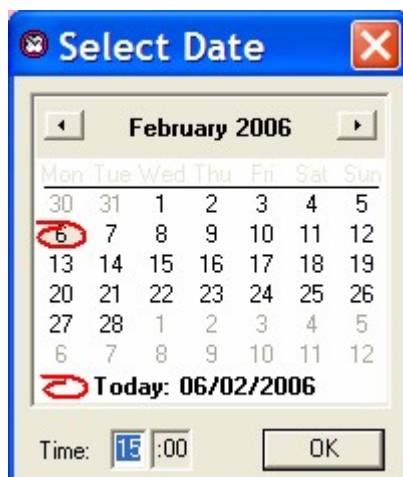 Select Date
February 2006
Mon Tue Wed Thu Fri Sat Sun
30 31 1 2 3 4 5
6 7 8 9 10 11 12
13 14 15 16 17 18 19
20 21 22 23 24 25 26
27 28 1 2 3 4 5
6 7 8 9 10 11 12
Today: 06/02/2006
Time: 15 :00 OK